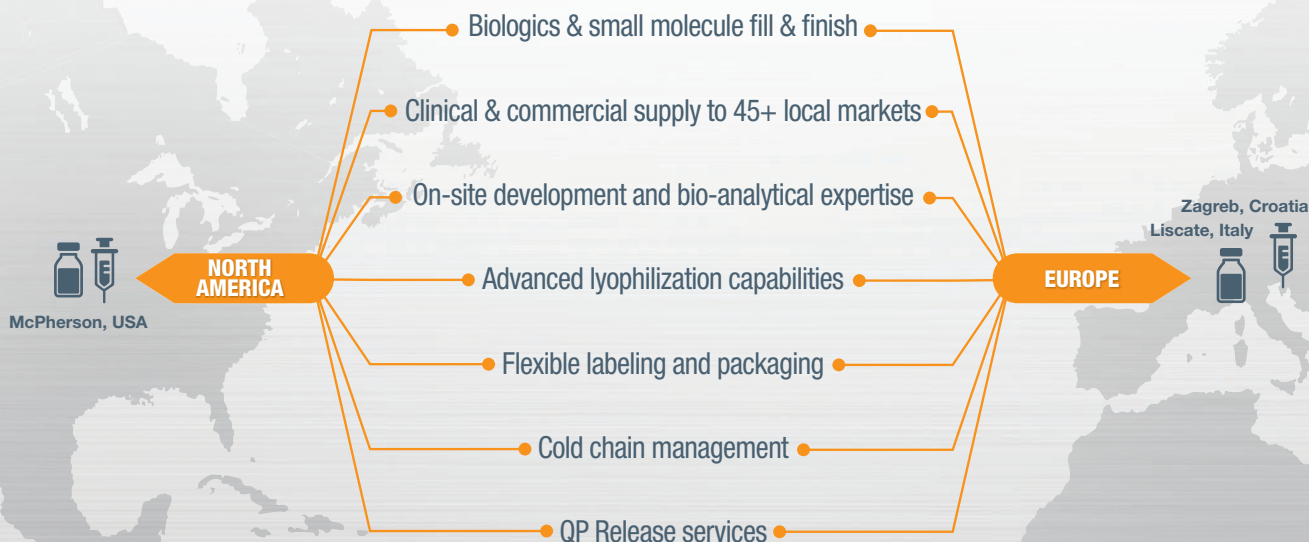 Biologics & small molecule fill & finish
Clinical & commercial supply to 45+ local markets
On-site development and bio-analytical expertise
Zagreb, Croatia
Liscate, Italy
E
E
NORTH
AMERICA
Advanced lyophilization capabilities
EUROPE
McPherson, USA
Flexible labeling and packaging
Cold chain management
QP Release services